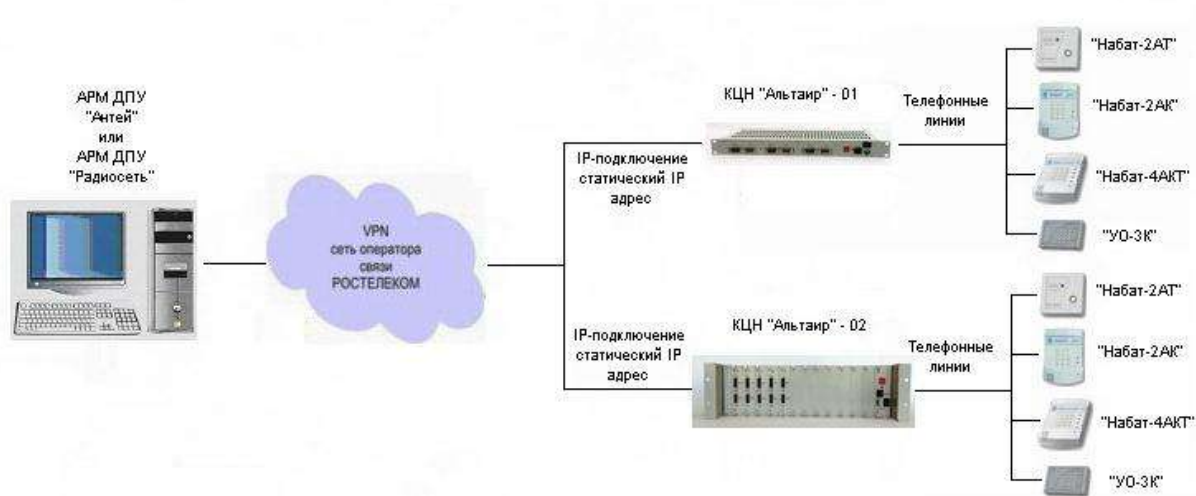 АРМ ДПУ
"Антей"
или
АРМ ДПУ
"Радиосеть"
VPN
сеть оператора
связи
РОСТЕЛЕКОМ
IP-подключение
статический IP
адрес
КЦН "Альтаир" - 01
Телефонные
линии
"Набат-2АТ"
"Набат-2АК"
"Набат-4АКТ"
"УО-3К"
IP-подключение
статический IP
адрес
КЦН "Альтаир" - 02
Телефонные
линии
"Набат-2АТ"
"Набат-2АК"
"Набат-4АКТ"
"УО-3К"